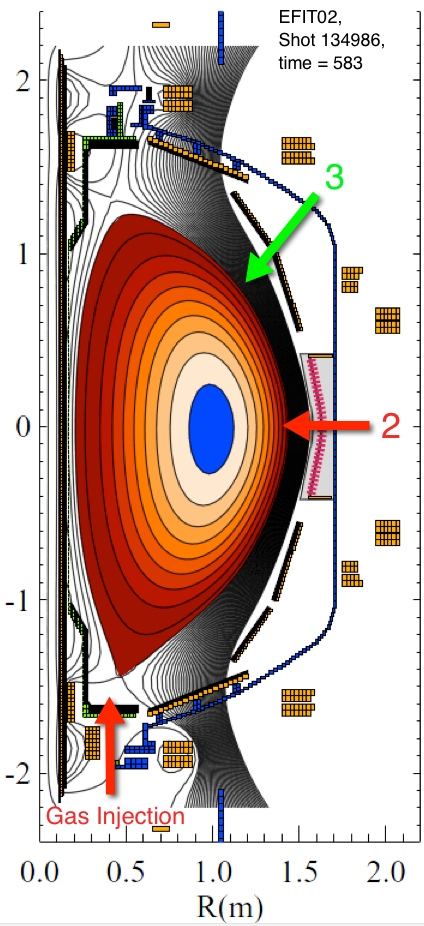 EFIT02,
Shot 134986,
time = 583
2
3
1
0
2
-1
-2
Gas Injection
0.0 0.5 1.0 1.5 2.0
R(m)